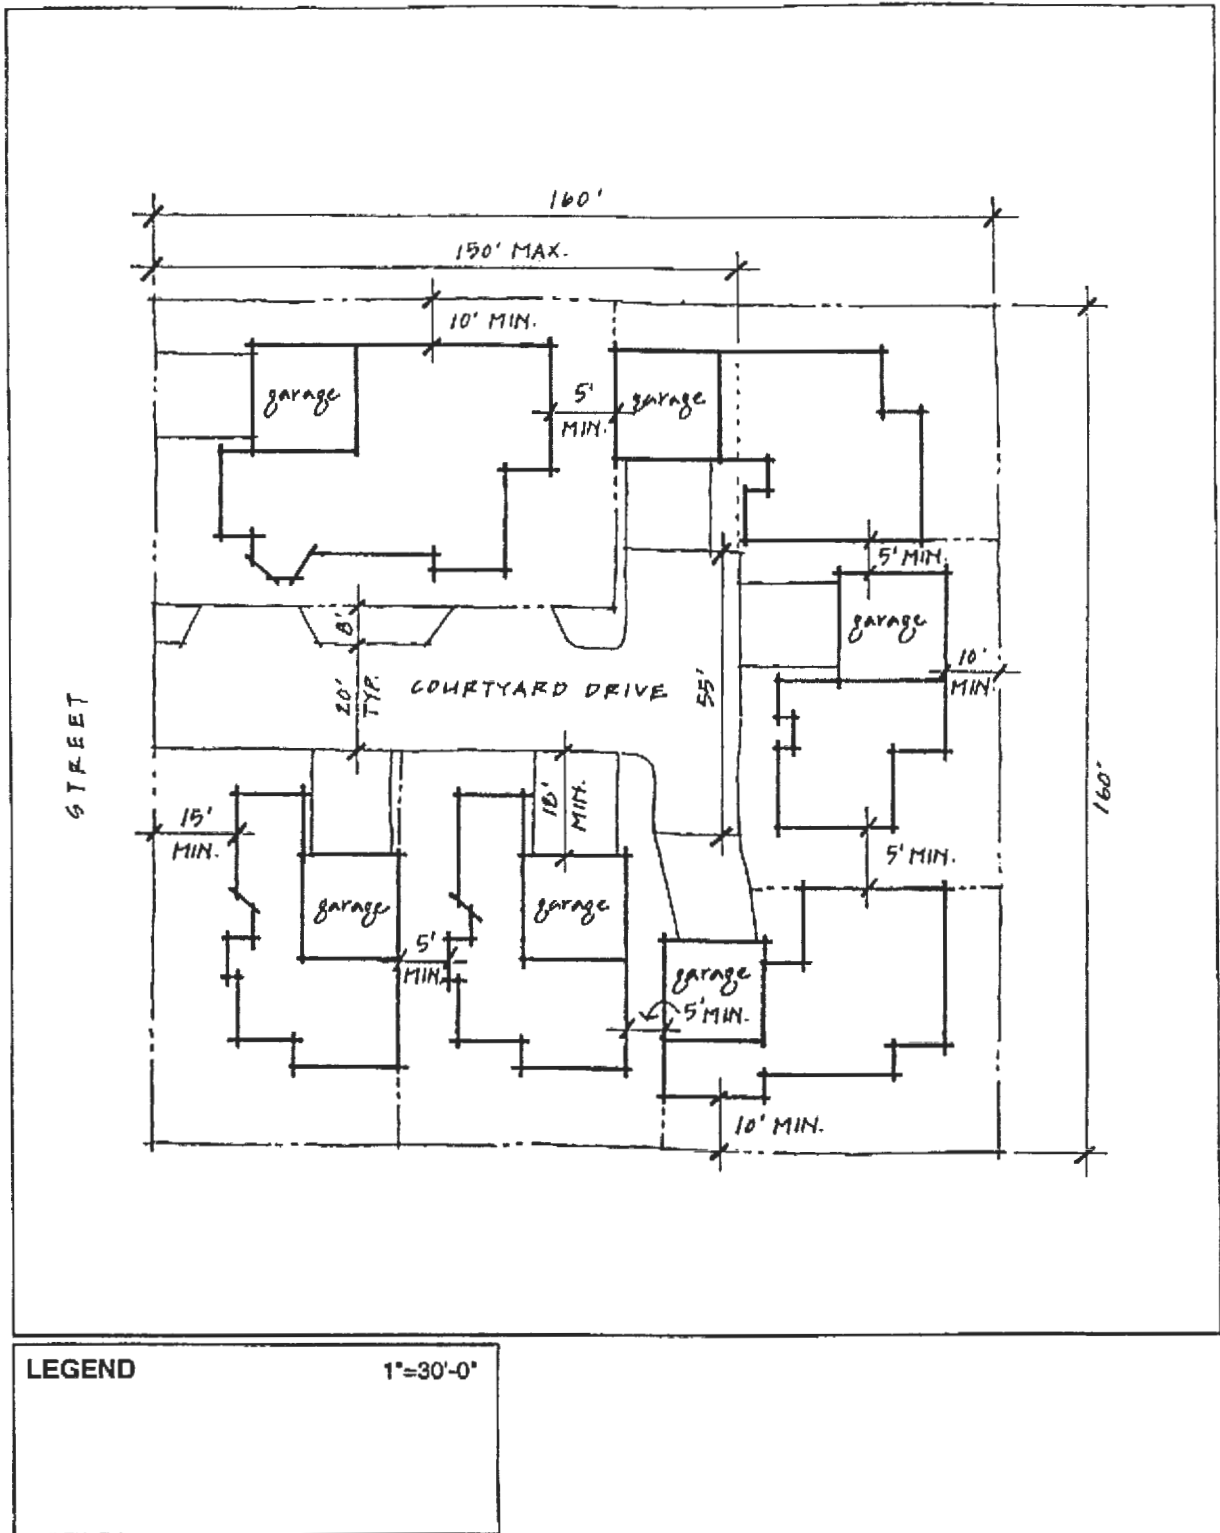 160'
150' MAX.
10' MIN.
garage
5'
MIN.
garage
5' MIN.
garage
10'
MIN.
8'
20'
TYP.
COURTYARD DRIVE
55'
STREET
160'
15'
MIN.
18'
MIN.
5' MIN.
garage
garage
5'
MIN.
garage
5' MIN.
10' MIN.
LEGEND
1"=30'-0"